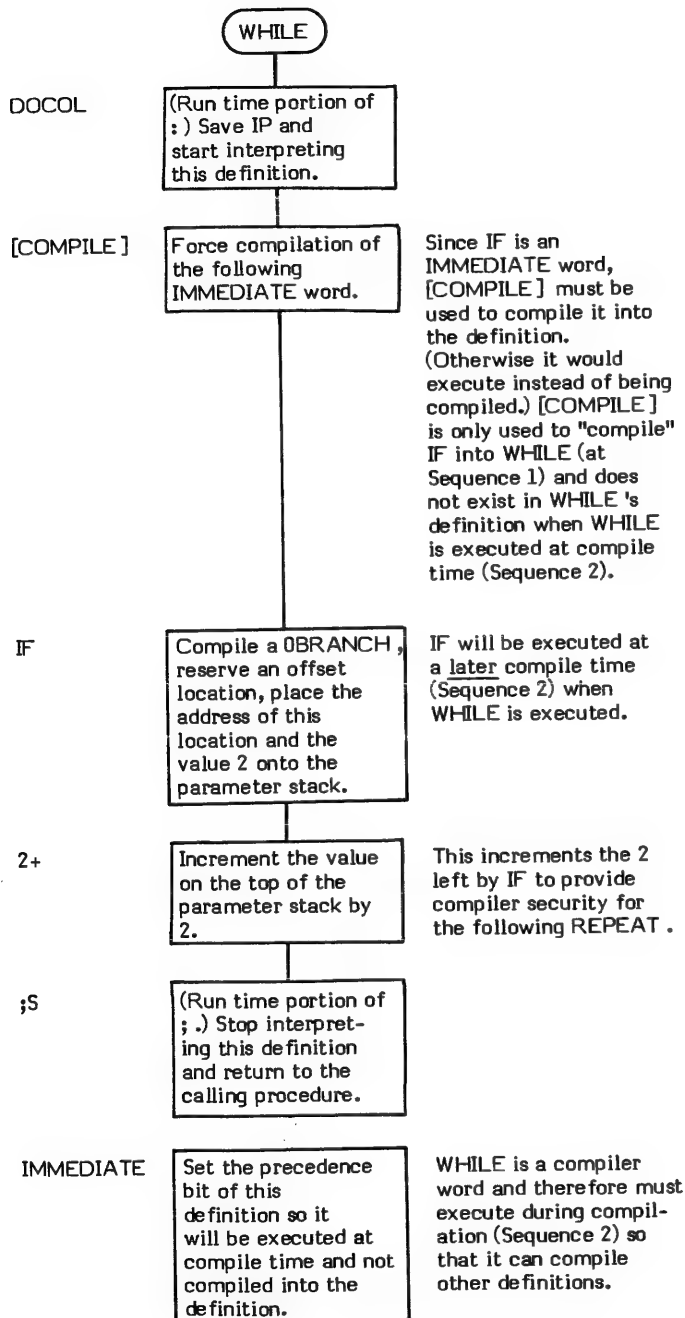 WHILE
DOCOL
(Run time portion of
: ) Save IP and
start interpreting
this definition.
[COMPILE]
Force compilation of
the following
IMMEDIATE word.
Since IF is an
IMMEDIATE word,
[COMPILE] must be
used to compile it into
the definition.
(Otherwise it would
execute instead of being
compiled.) [COMPILE]
is only used to "compile"
IF into WHILE (at
Sequence 1) and does
not exist in WHILE 's
definition when WHILE
is executed at compile
time (Sequence 2).
IF
Compile a 0BRANCH ,
reserve an offset
location, place the
address of this
location and the
value 2 onto the
parameter stack.
IF will be executed at
a later compile time
(Sequence 2) when
WHILE is executed.
2+
Increment the value
on the top of the
parameter stack by
2.
This increments the 2
left by IF to provide
compiler security for
the following REPEAT .
;S
(Run time portion of
; .) Stop interpret-
ing this definition
and return to the
calling procedure.
IMMEDIATE
Set the precedence
bit of this
definition so it
will be executed at
compile time and not
compiled into the
definition.
WHILE is a compiler
word and therefore must
execute during compil-
ation (Sequence 2) so
that it can compile
other definitions.